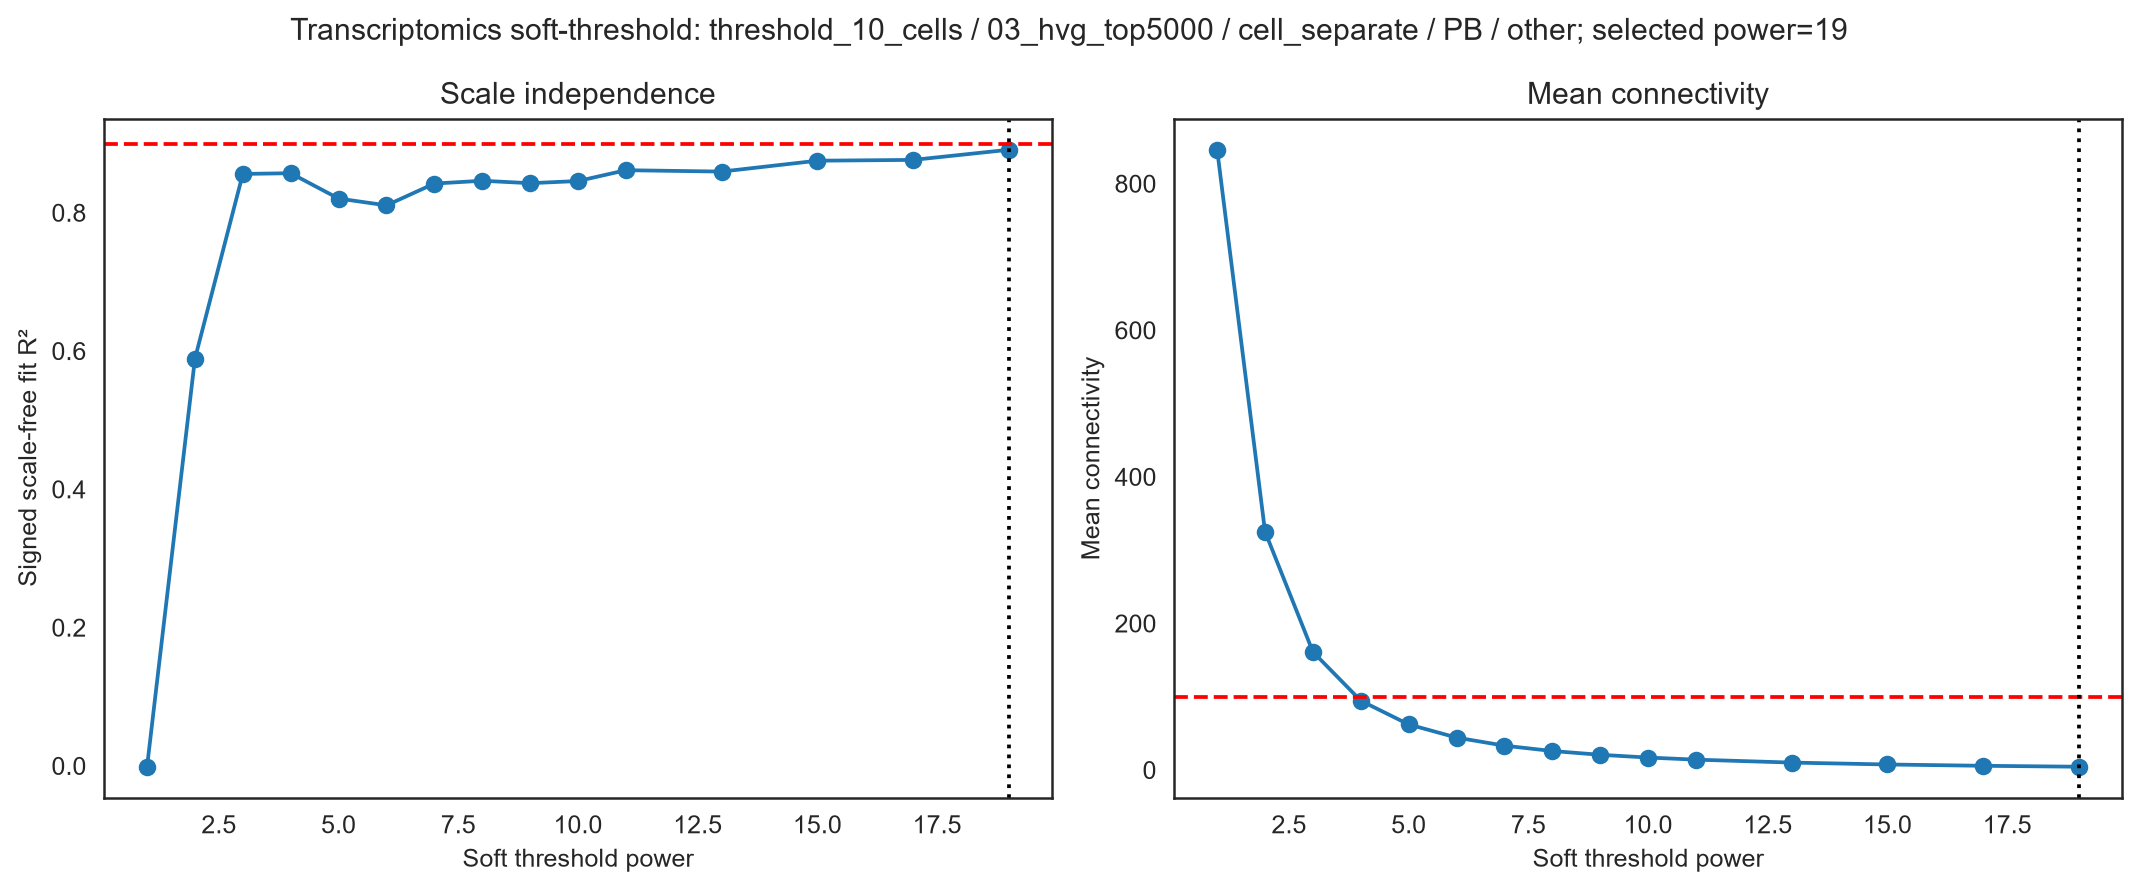 Transcriptomics soft-threshold: threshold_10_cells / 03_hvg_top5000 / cell_separate / PB / other; selected power=19
Scale independence
Signed scale-free fit R²
0.8
0.6
0.4
0.2
0.0
2.5 5.0 7.5 10.0 12.5 15.0 17.5
Soft threshold power
Mean connectivity
Mean connectivity
800
600
400
200
0
2.5 5.0 7.5 10.0 12.5 15.0 17.5
Soft threshold power